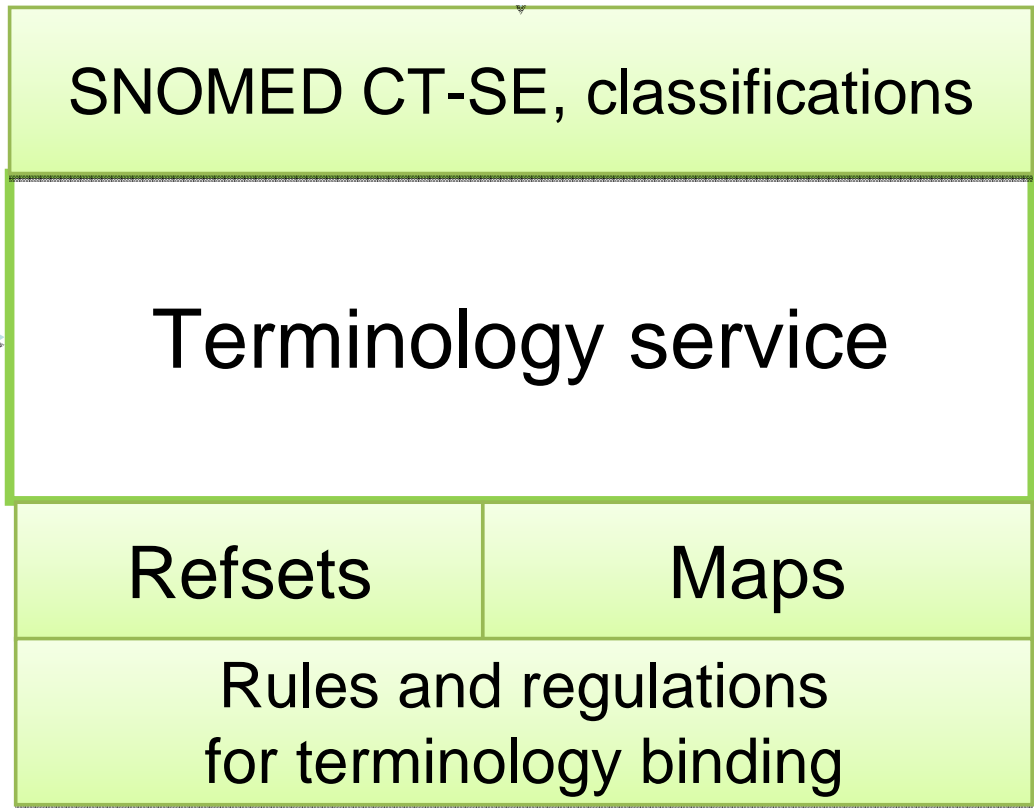 SNOMED CT-SE, classifications
Terminology service
Refsets
Maps
Rules and regulations
for terminology binding